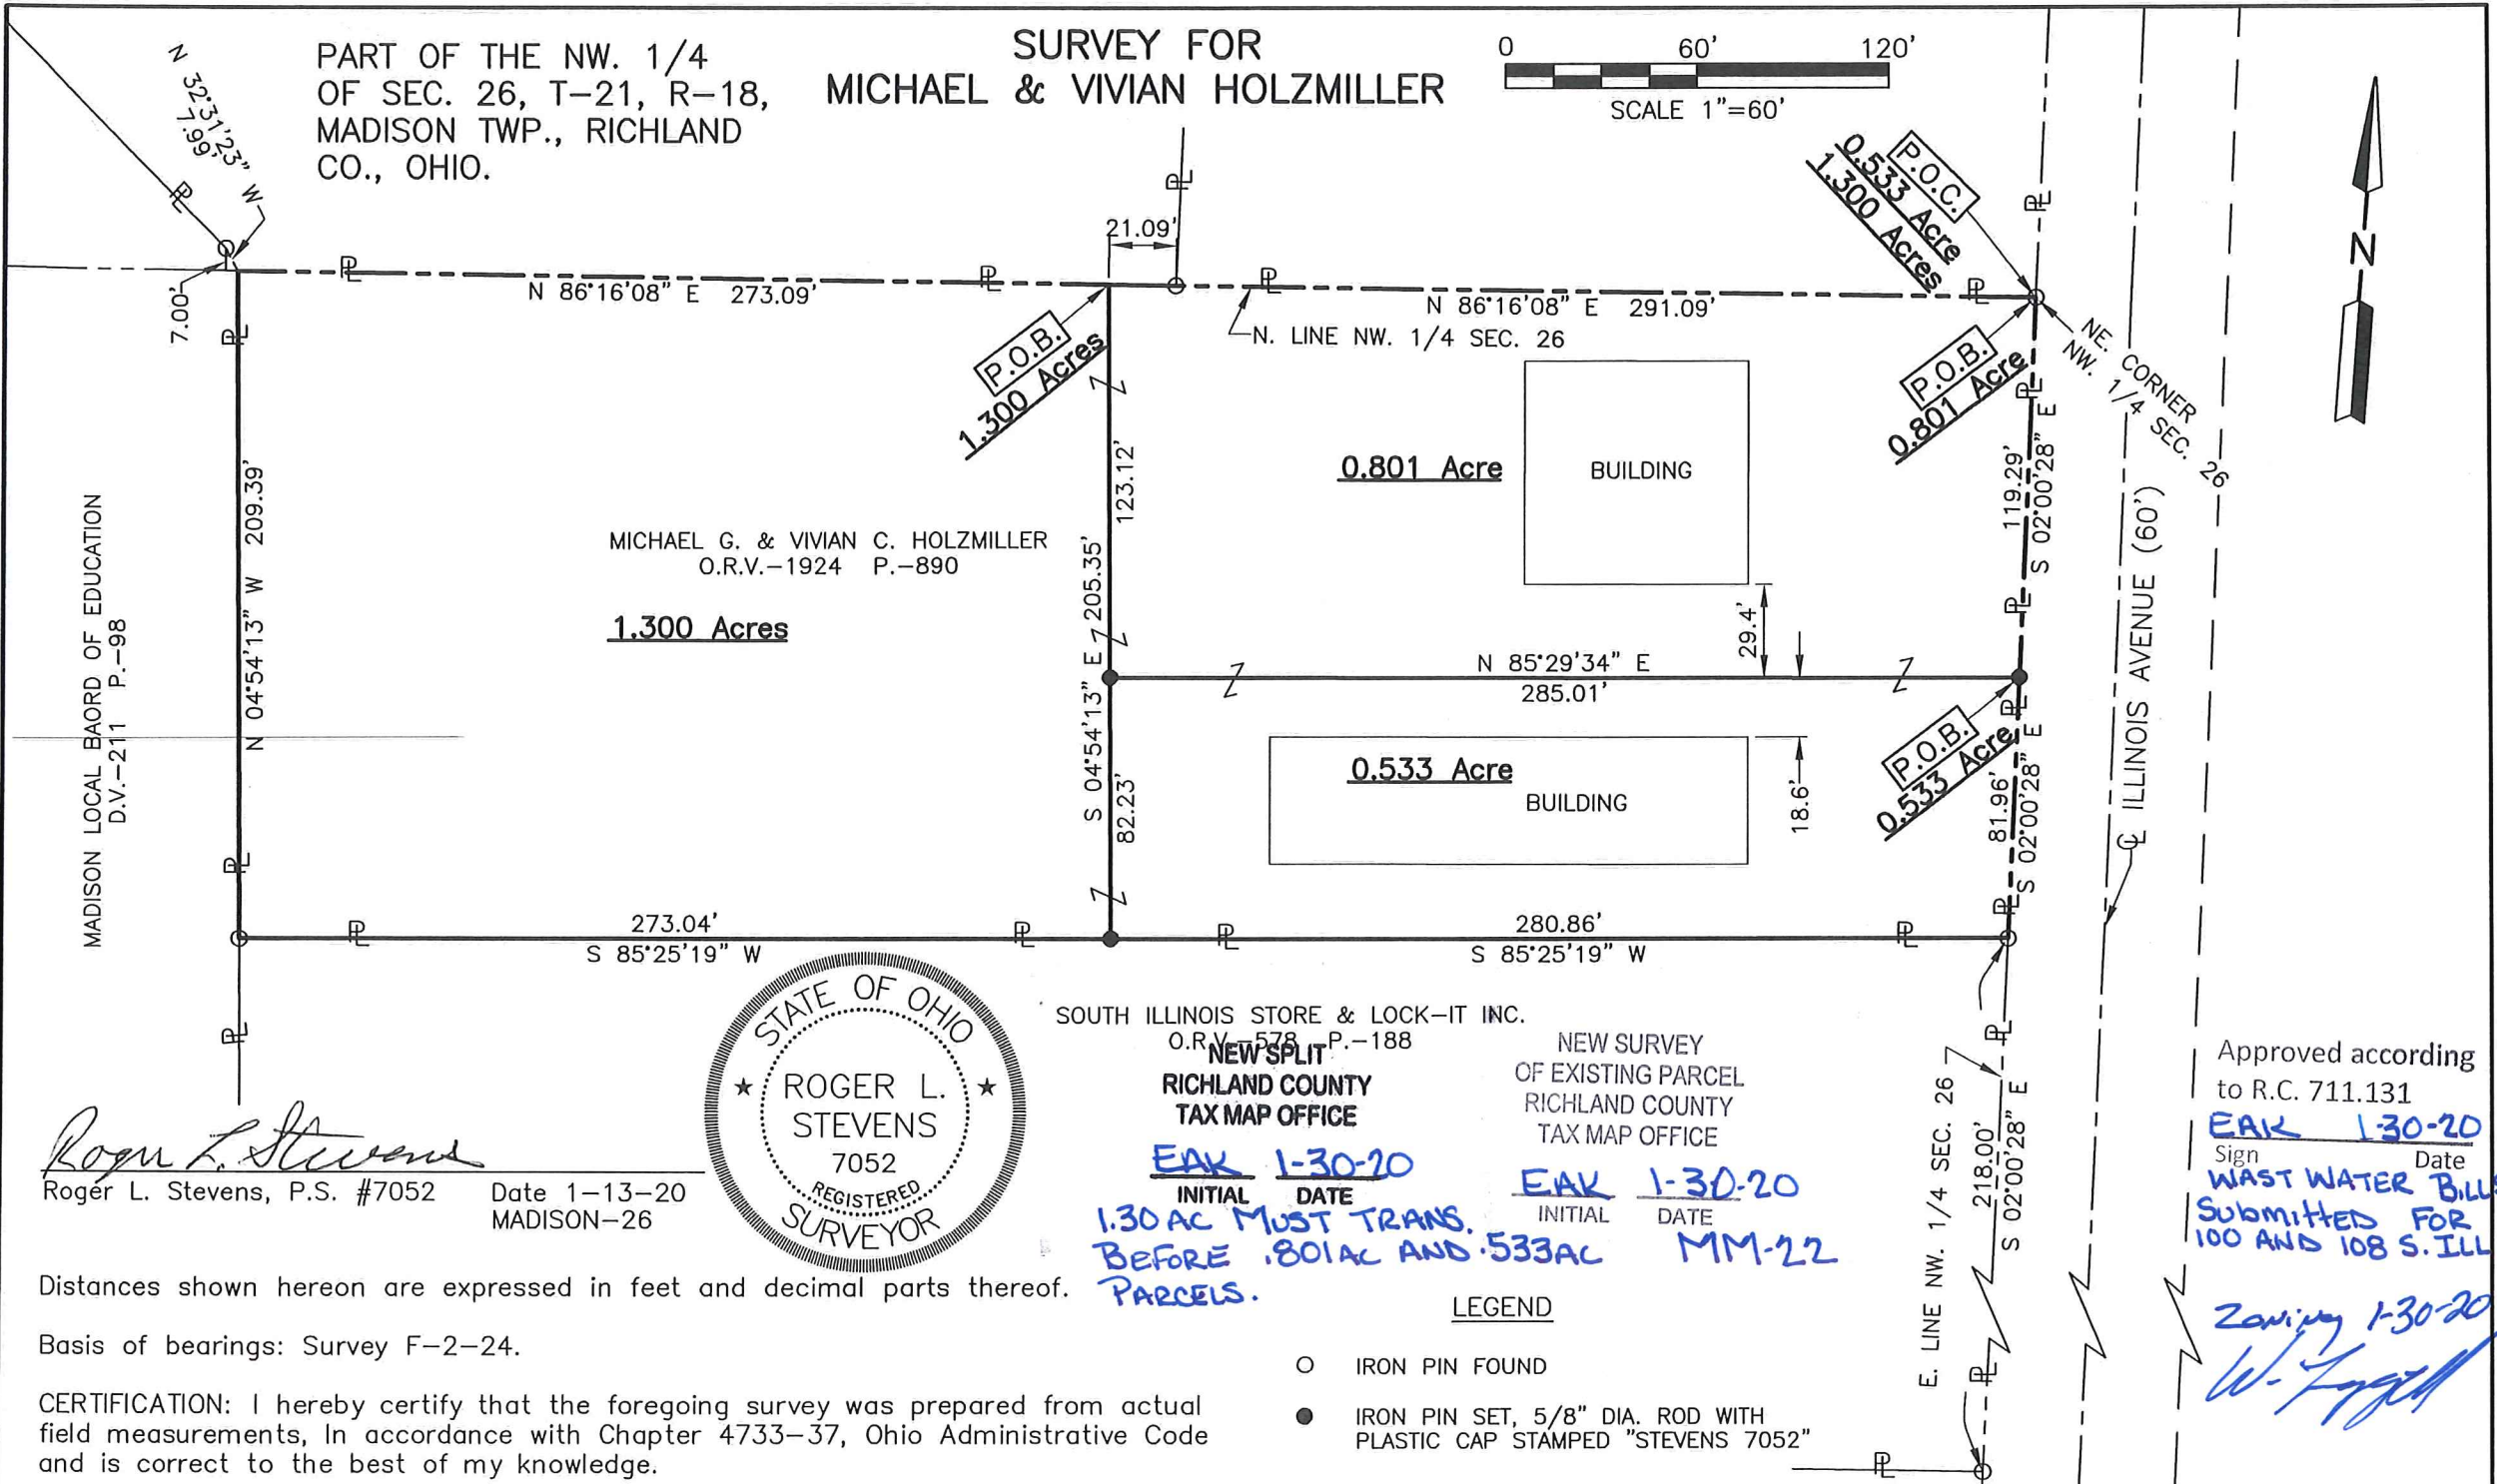 PART OF THE NW. 1/4
OF SEC. 26, T-21, R-18,
MADISON TWP., RICHLAND
CO., OHIO.
SURVEY FOR
MICHAEL & VIVIAN HOLZMILLER
0 60' 120'
SCALE 1"=60'
N 32°31'23" W
7.99'
7.00'
N 86°16'08" E 273.09'
21.09'
N 86°16'08" E 291.09'
N. LINE NW. 1/4 SEC. 26
P.O.C.
0.533 Acre
1.300 Acres
N
P.O.B.
1.300 Acres
P.O.B.
0.801 Acre
NE. CORNER
NW. 1/4 SEC. 26
119.29'
S 02°00'28" E
0.801 Acre
BUILDING
123.12'
N 04°54'13" W 209.39'
MADISON LOCAL BAORD OF EDUCATION
D.V.-211 P.-98
MICHAEL G. & VIVIAN C. HOLZMILLER
O.R.V.-1924 P.-890
1.300 Acres
S 04°54'13" E 205.35'
29.4'
N 85°29'34" E
285.01'
ILLINOIS AVENUE (60')
P.O.B.
0.533 Acre
81.96'
S 02°00'28" E
0.533 Acre
BUILDING
18.6'
82.23'
273.04'
S 85°25'19" W
280.86'
S 85°25'19" W
SOUTH ILLINOIS STORE & LOCK-IT INC.
O.R.V.-578 P.-188
NEW SPLIT
RICHLAND COUNTY
TAX MAP OFFICE
EAK 1-30-20
INITIAL DATE
1.30 AC MUST TRANS.
BEFORE .801AC AND .533AC
PARCELS.
NEW SURVEY
OF EXISTING PARCEL
RICHLAND COUNTY
TAX MAP OFFICE
EAK 1-30-20
INITIAL DATE
MM-22
E. LINE NW. 1/4 SEC. 26
218.00'
S 02°00'28" E
Approved according
to R.C. 711.131
EAK 1-30-20
Sign Date
WAST WATER BILLS
SubmittED FOR
100 AND 108 S. ILL
Zoning 1-30-20
STATE OF OHIO
ROGER L.
STEVENS
7052
REGISTERED
SURVEYOR
Roger L. Stevens
Roger L. Stevens, P.S. #7052 Date 1-13-20
MADISON-26
Distances shown hereon are expressed in feet and decimal parts thereof.
Basis of bearings: Survey F-2-24.
CERTIFICATION: I hereby certify that the foregoing survey was prepared from actual
field measurements, In accordance with Chapter 4733-37, Ohio Administrative Code
and is correct to the best of my knowledge.
LEGEND
IRON PIN FOUND
IRON PIN SET, 5/8" DIA. ROD WITH
PLASTIC CAP STAMPED "STEVENS 7052"